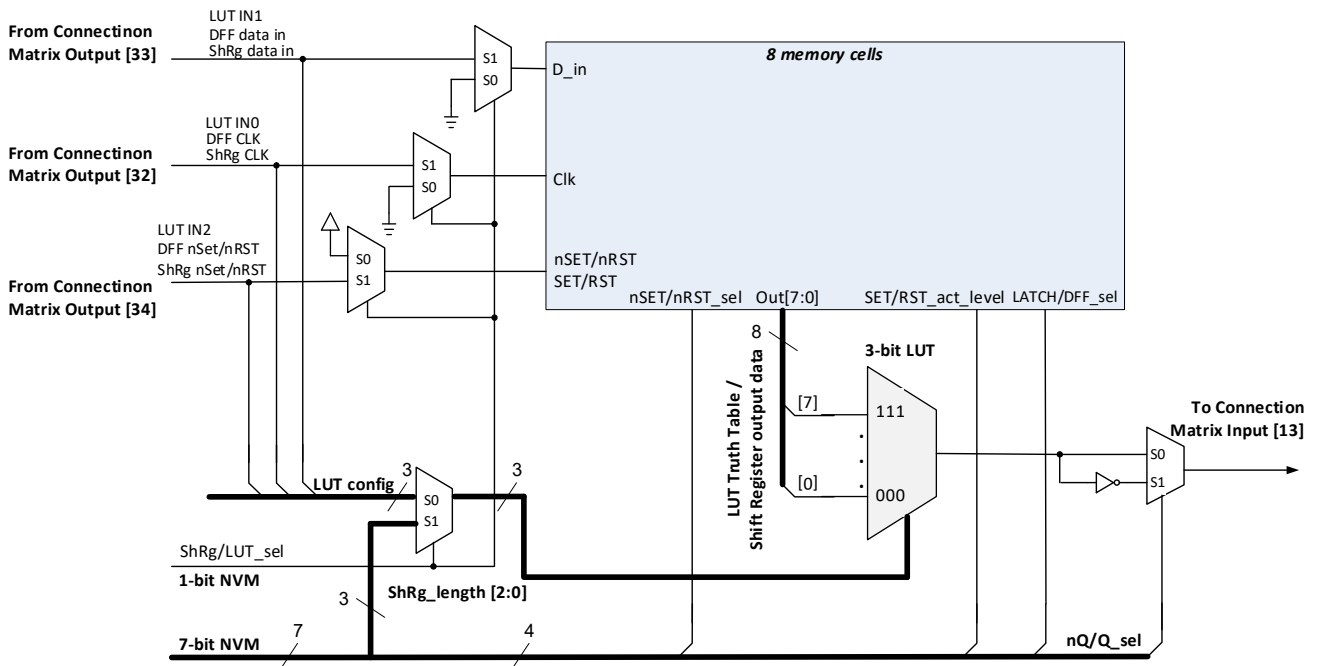 LUT IN1
From Connectinon
Matrix Output [33]
DFF data in
ShRg data in
S1
S0
D_in
8 memory cells
LUT IN0
DFF CLK
ShRg CLK
From Connectinon
Matrix Output [32]
S1
S0
Clk
LUT IN2
DFF nSet/nRST
ShRg nSet/nRST
From Connectinon
Matrix Output [34]
S0
S1
nSET/nRST
SET/RST
nSET/nRST_sel
Out[7:0]
SET/RST_act_level
LATCH/DFF_sel
8
LUT Truth Table /
Shift Register output data
3-bit LUT
[7]
111
[0]
000
To Connection
Matrix Input [13]
S0
S1
LUT config
3
S0
S1
3
ShRg/LUT_sel
1-bit NVM
ShRg_length [2:0]
3
7-bit NVM
7
4
nQ/Q_sel